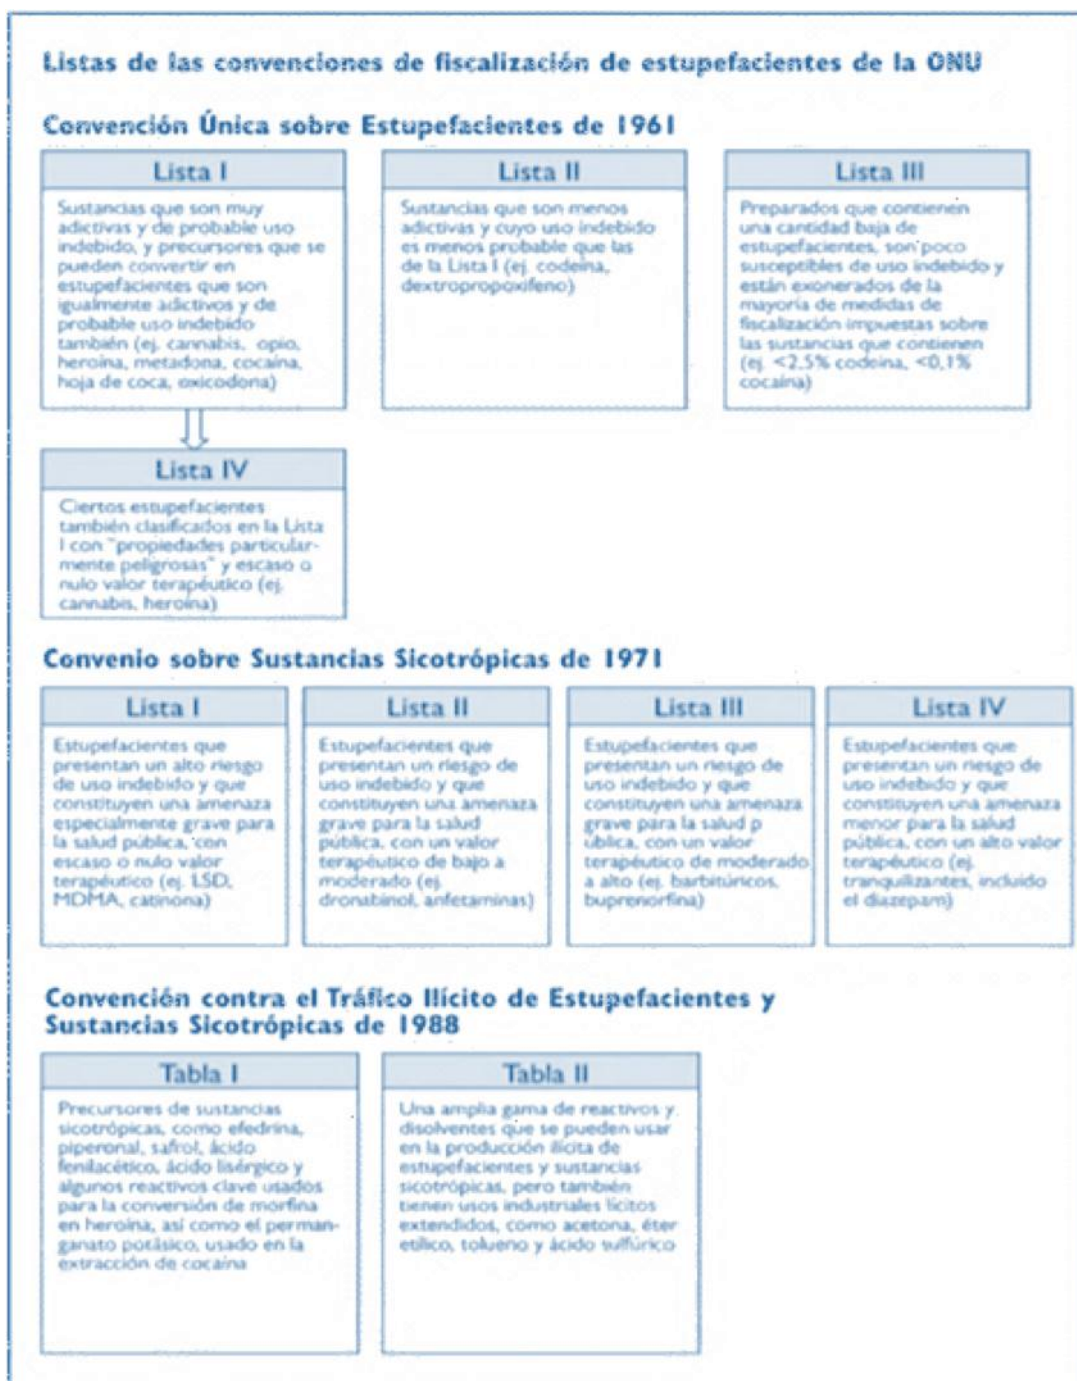 Listas de las convenciones de fiscalización de estupefacientes de la ONU
Convención Única sobre Estupefacientes de 1961
Lista I
Sustancias que son muy
adictivas y de probable uso
indebido, y precursores que se
pueden convertir en
estupefacientes que son
igualmente adictivos y de
probable uso indebido
también (ej. cannabis, opio,
heroína, metadona, cocaína,
hoja de coca, oxicodona)
Lista II
Sustancias que son menos
adictivas y cuyo uso indebido
es menos probable que las
de la Lista I (ej. codeína,
dextropropoxifeno)
Lista III
Preparados que contienen
una cantidad baja de
estupefacientes, son poco
susceptibles de uso indebido y
están exonerados de la
mayoría de medidas de
fiscalización impuestas sobre
las sustancias que contienen
(ej. <2,5% codeína, <0,1%
cocaína)
Lista IV
Ciertos estupefacientes
también clasificados en la Lista
I con "propiedades particular-
mente peligrosas" y escaso o
nulo valor terapéutico (ej.
cannabis, heroína)
Convenio sobre Sustancias Sicotrópicas de 1971
Lista I
Estupefacientes que
presentan un alto riesgo
de uso indebido y que
constituyen una amenaza
especialmente grave para
la salud pública, con
escaso o nulo valor
terapéutico (ej. LSD,
MDMA, catinona)
Lista II
Estupefacientes que
presentan un riesgo de
uso indebido y que
constituyen una amenaza
grave para la salud
pública, con un valor
terapéutico de bajo a
moderado (ej.
dronabinol, anfetaminas)
Lista III
Estupefacientes que
presentan un riesgo de
uso indebido y que
constituyen una amenaza
grave para la salud p
ública, con un valor
terapéutico de moderado
a alto (ej. barbitúricos,
buprenorfina)
Lista IV
Estupefacientes que
presentan un riesgo de
uso indebido y que
constituyen una amenaza
menor para la salud
pública, con un alto valor
terapéutico (ej.
tranquilizantes, incluido
el diazepam)
Convención contra el Tráfico Ilícito de Estupefacientes y
Sustancias Sicotrópicas de 1988
Tabla I
Precursores de sustancias
sicotrópicas, como efedrina,
piperonal, safrol, ácido
fenilacético, ácido lisérgico y
algunos reactivos clave usados
para la conversión de morfina
en heroína, así como el perman-
ganato potásico, usado en la
extracción de cocaína
Tabla II
Una amplia gama de reactivos y
disolventes que se pueden usar
en la producción ilícita de
estupefacientes y sustancias
sicotrópicas, pero también
tienen usos industriales lícitos
extendidos, como acetona, éter
etílico, tolueno y ácido sulfúrico